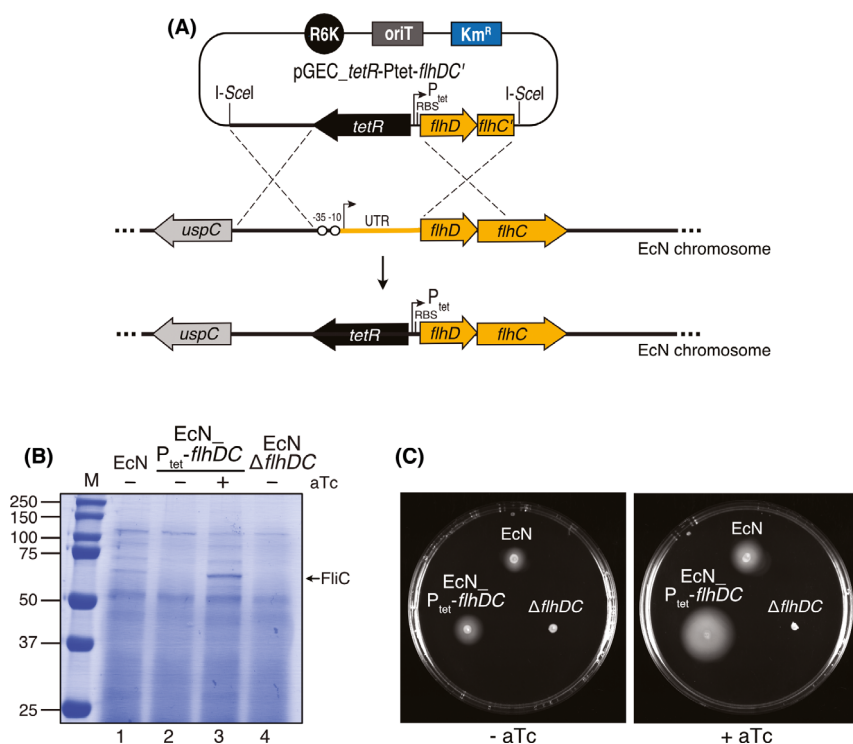 (A)
R6K oriT KmR
pGEC_tetR-Ptet-flhDC'
I-SceI I-SceI
Ptet
RBS
tetR flhD flhC'
-35 -10 UTR
uspC flhD flhC
EcN chromosome
Ptet
RBS
uspC tetR flhD flhC
EcN chromosome
(B)
M EcN EcN_Ptet-flhDC EcN ΔflhDC
− − + − aTc
250
150
100
75
←FliC
50
37
25
1 2 3 4
(C)
EcN
EcN_
Ptet-flhDC
ΔflhDC
- aTc
EcN
EcN_
Ptet-flhDC
ΔflhDC
+ aTc